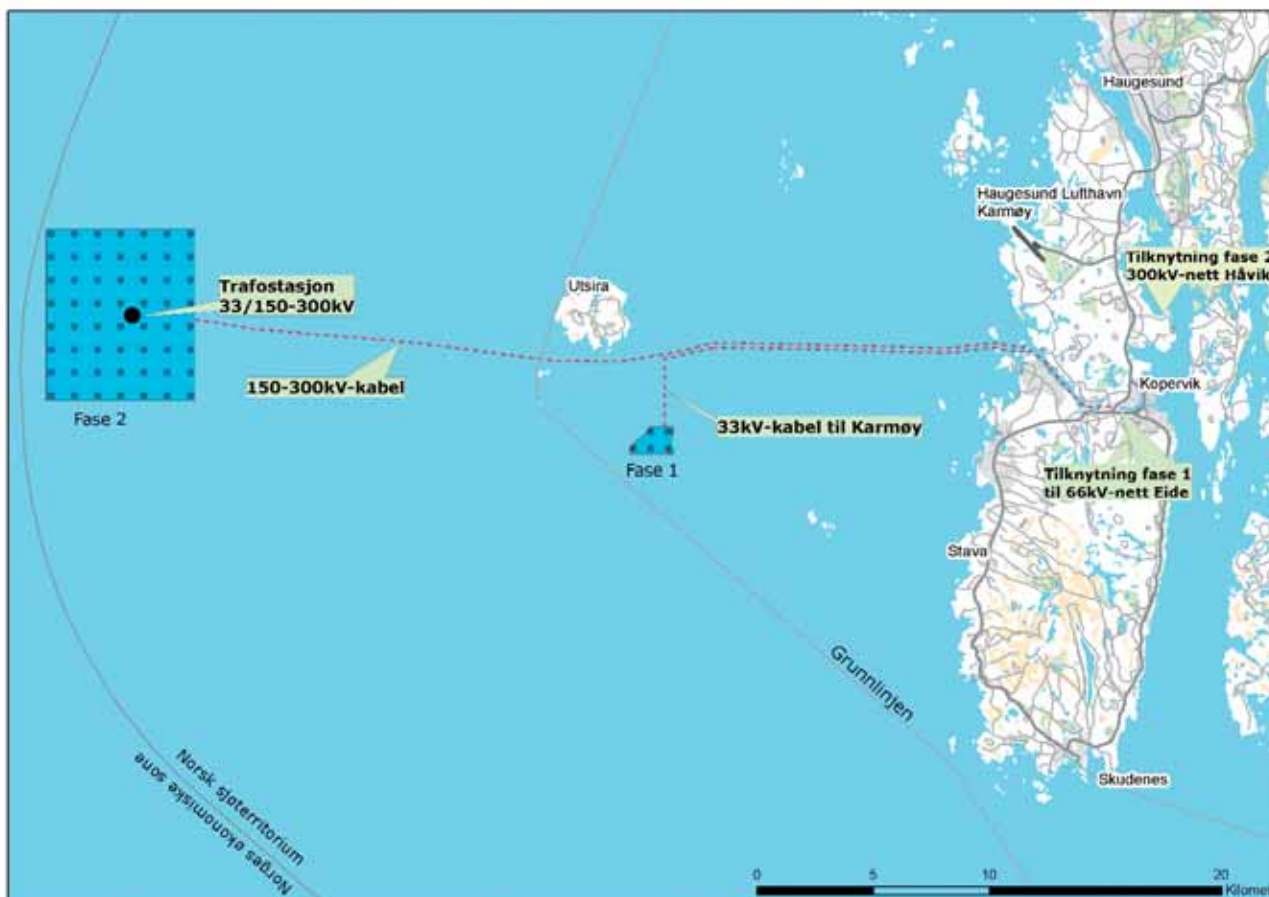 Haugesund
Haugesund Lufthavn
Karmøy
Tilknytning fase 2
300kV-nett Håvik
Utsira
Trafostasjon
33/150-300kV
150-300kV-kabel
Fase 2
Kopervik
33kV-kabel til Karmøy
Fase 1
Tilknytning fase 1
til 66kV-nett Eide
Stava
Grunnlinjen
Skudenes
Norsk sjøterritorium
Norges økonomiske sone
0 5 10 20
Kilomet